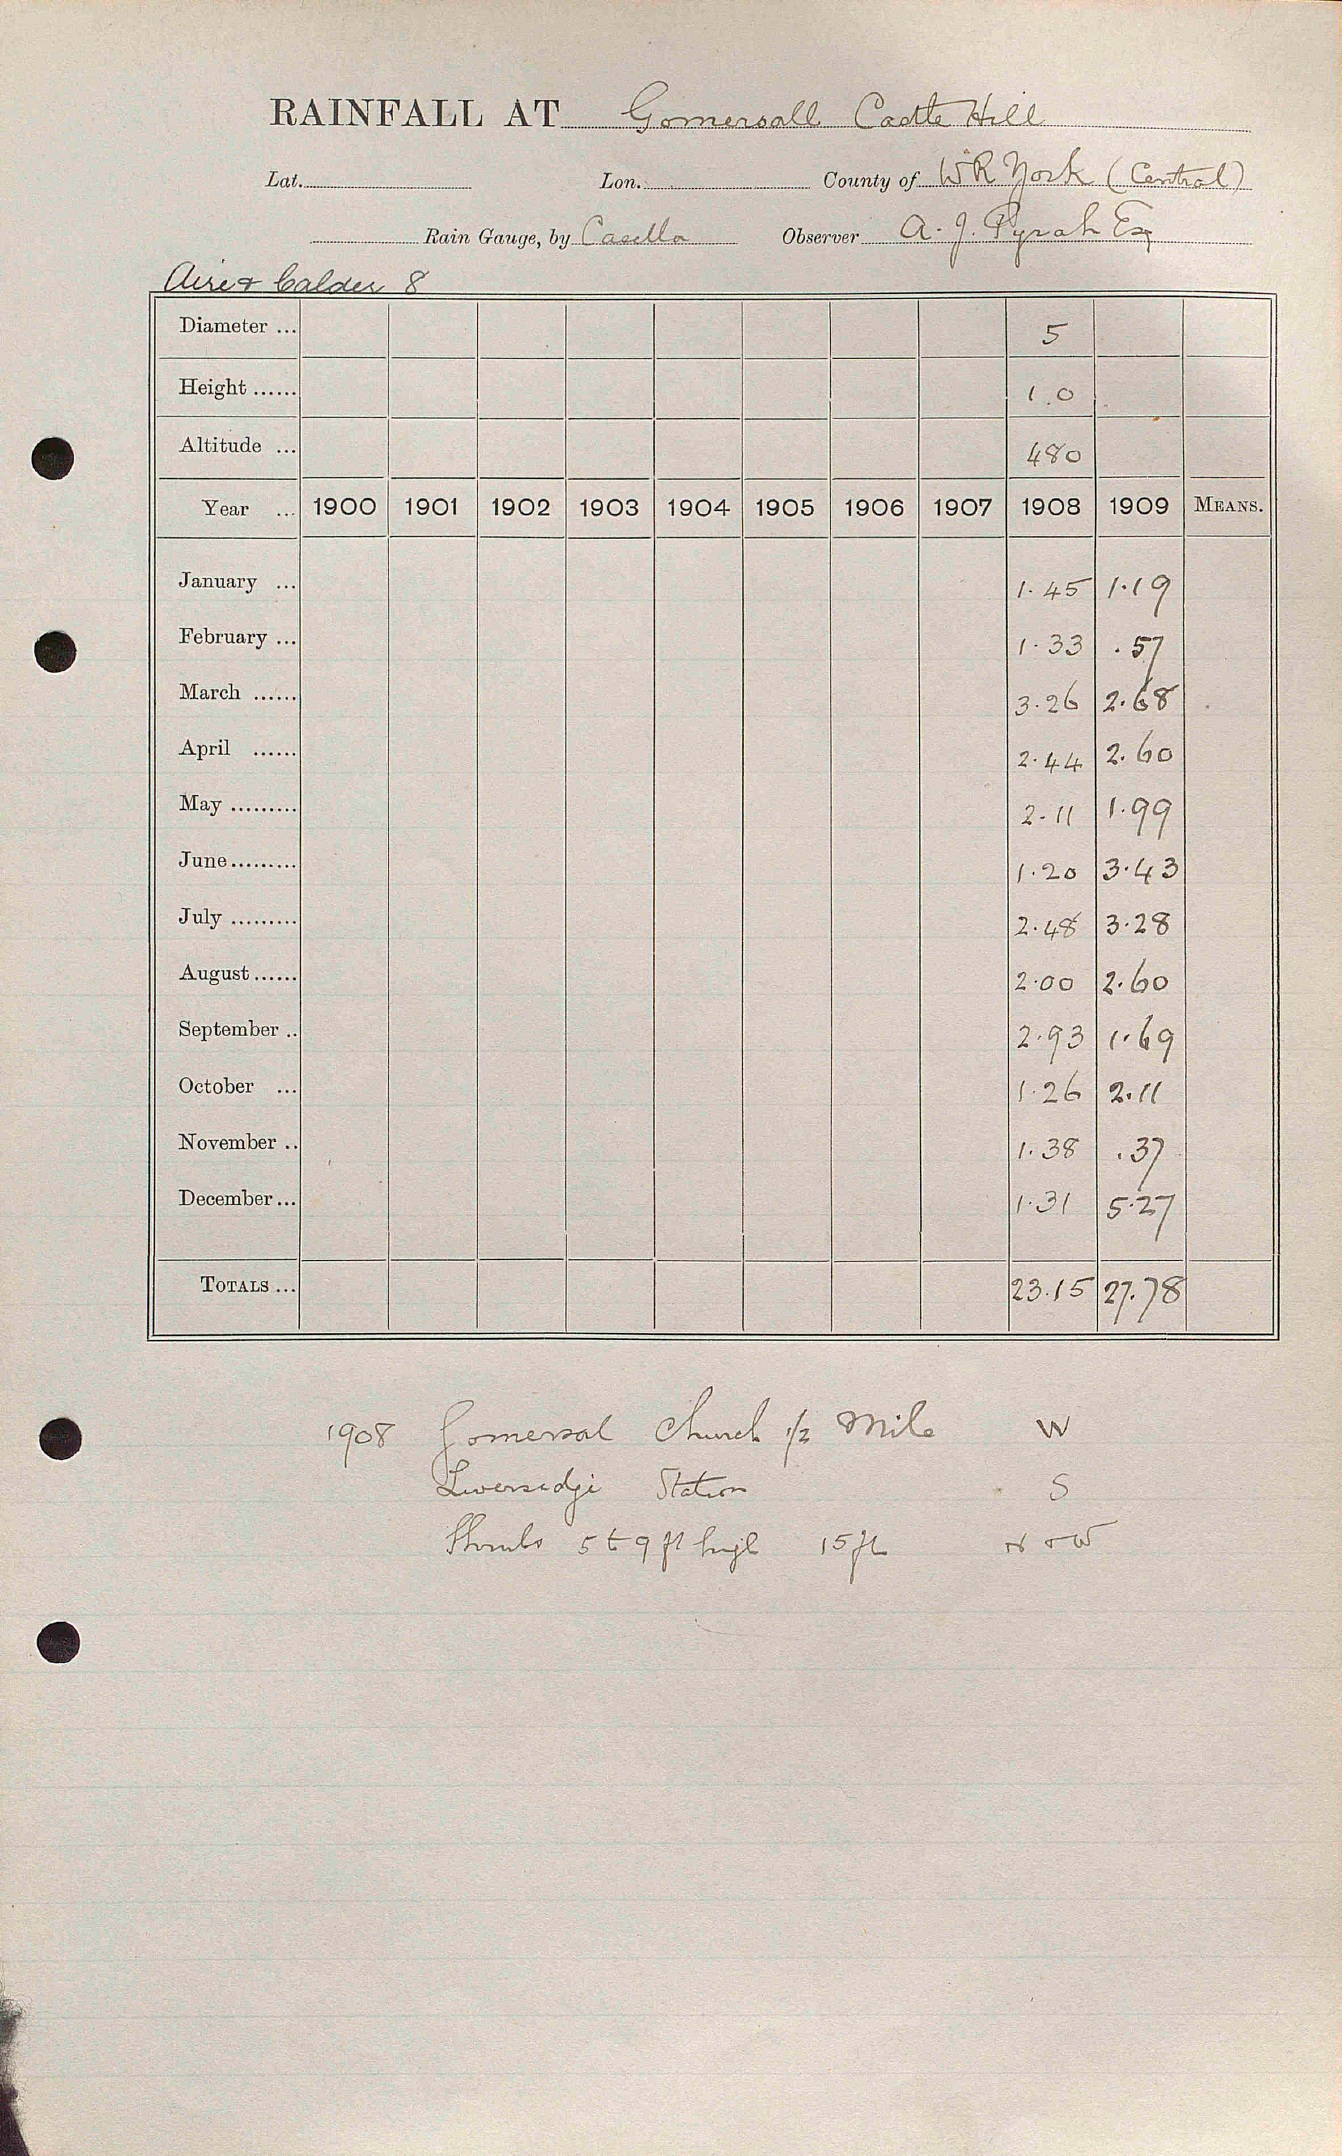 RAINFALL AT Gomersall Castle Hill
Lat. Lon. County of W R York (Central)
Rain Gauge, by Casella Observer A. J. Pyrah Esq
Aire & Calder 8
Diameter ... 5
Height ...... 1.0
Altitude ... 480
Year ... 1900 1901 1902 1903 1904 1905 1906 1907 1908 1909 MEANS.
January ... 1.45 1.19
February ... 1.33 .57
March ...... 3.26 2.68
April ...... 2.44 2.60
May ......... 2.11 1.99
June ......... 1.20 3.43
July ......... 2.48 3.28
August ...... 2.00 2.60
September .. 2.93 1.69
October ... 1.26 2.11
November .. 1.38 .37
December ... 1.31 5.27
TOTALS ... 23.15 27.78
1908 Gomersal Church 1/2 Mile W
Liversedge Station S
Shrubs 5 to 9 ft high 15 ft N & W